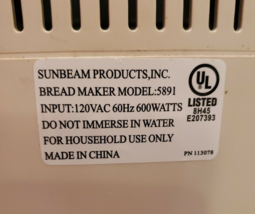 SUNBEAM PRODUCTS,INC.
BREAD MAKER MODEL:5891
INPUT:120VAC 60Hz 600WATTS
DO NOT IMMERSE IN WATER
FOR HOUSEHOLD USE ONLY
MADE IN CHINA
UL
LISTED
8H45
E207393
PN 113078